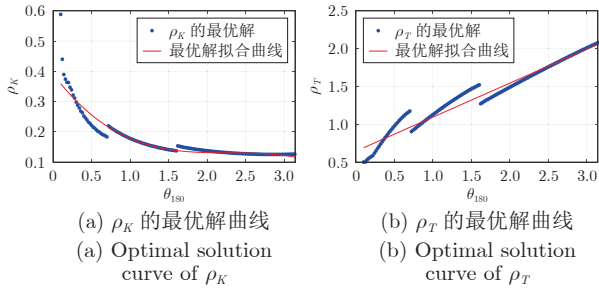 0.6
0.5
0.4
0.3
0.2
0.1
ρ_K
ρ_K 的最优解
最优解拟合曲线
0 0.5 1.0 1.5 2.0 2.5 3.0
θ_180
(a) ρ_K 的最优解曲线
(a) Optimal solution
curve of ρ_K
2.5
2.0
1.5
1.0
0.5
ρ_T
ρ_T 的最优解
最优解拟合曲线
0 0.5 1.0 1.5 2.0 2.5 3.0
θ_180
(b) ρ_T 的最优解曲线
(b) Optimal solution
curve of ρ_T